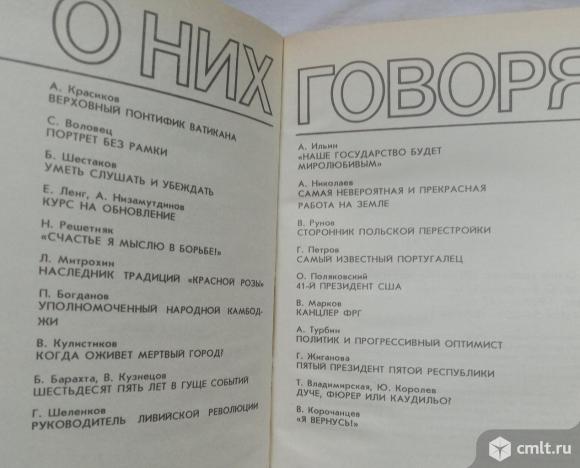 О НИХ
А. Красиков
ВЕРХОВНЫЙ ПОНТИФИК ВАТИКАНА
С. Воловец
ПОРТРЕТ БЕЗ РАМКИ
Б. Шестаков
УМЕТЬ СЛУШАТЬ И УБЕЖДАТЬ
Е. Ленг, А. Низамутдинов
КУРС НА ОБНОВЛЕНИЕ
Н. Решетняк
«СЧАСТЬЕ Я МЫСЛЮ В БОРЬБЕ!»
Л. Митрохин
НАСЛЕДНИК ТРАДИЦИЙ «КРАСНОЙ РОЗЫ»
П. Богданов
УПОЛНОМОЧЕННЫЙ НАРОДНОЙ КАМБОД-
ЖИ
В. Кулистиков
КОГДА ОЖИВЕТ МЕРТВЫЙ ГОРОД?
Б. Барахта, В. Кузнецов
ШЕСТЬДЕСЯТ ПЯТЬ ЛЕТ В ГУЩЕ СОБЫТИЙ
Г. Шеленков
РУКОВОДИТЕЛЬ ЛИВИЙСКОЙ РЕВОЛЮЦИИ
ГОВОРЯ
А. Ильин
«НАШЕ ГОСУДАРСТВО БУДЕТ
МИРОЛЮБИВЫМ»
А. Николаев
САМАЯ НЕВЕРОЯТНАЯ И ПРЕКРАСНАЯ
РАБОТА НА ЗЕМЛЕ
В. Рунов
СТОРОННИК ПОЛЬСКОЙ ПЕРЕСТРОЙКИ
Г. Петров
САМЫЙ ИЗВЕСТНЫЙ ПОРТУГАЛЕЦ
О. Поляковский
41-Й ПРЕЗИДЕНТ США
В. Марков
КАНЦЛЕР ФРГ
А. Турбин
ПОЛИТИК И ПРОГРЕССИВНЫЙ ОПТИМИСТ
Г. Жиганова
ПЯТЫЙ ПРЕЗИДЕНТ ПЯТОЙ РЕСПУБЛИКИ
Т. Владимирская, Ю. Королев
ДУЧЕ, ФЮРЕР ИЛИ КАУДИЛЬО?
В. Корочанцев
«Я ВЕРНУСЬ!»
cmlt.ru